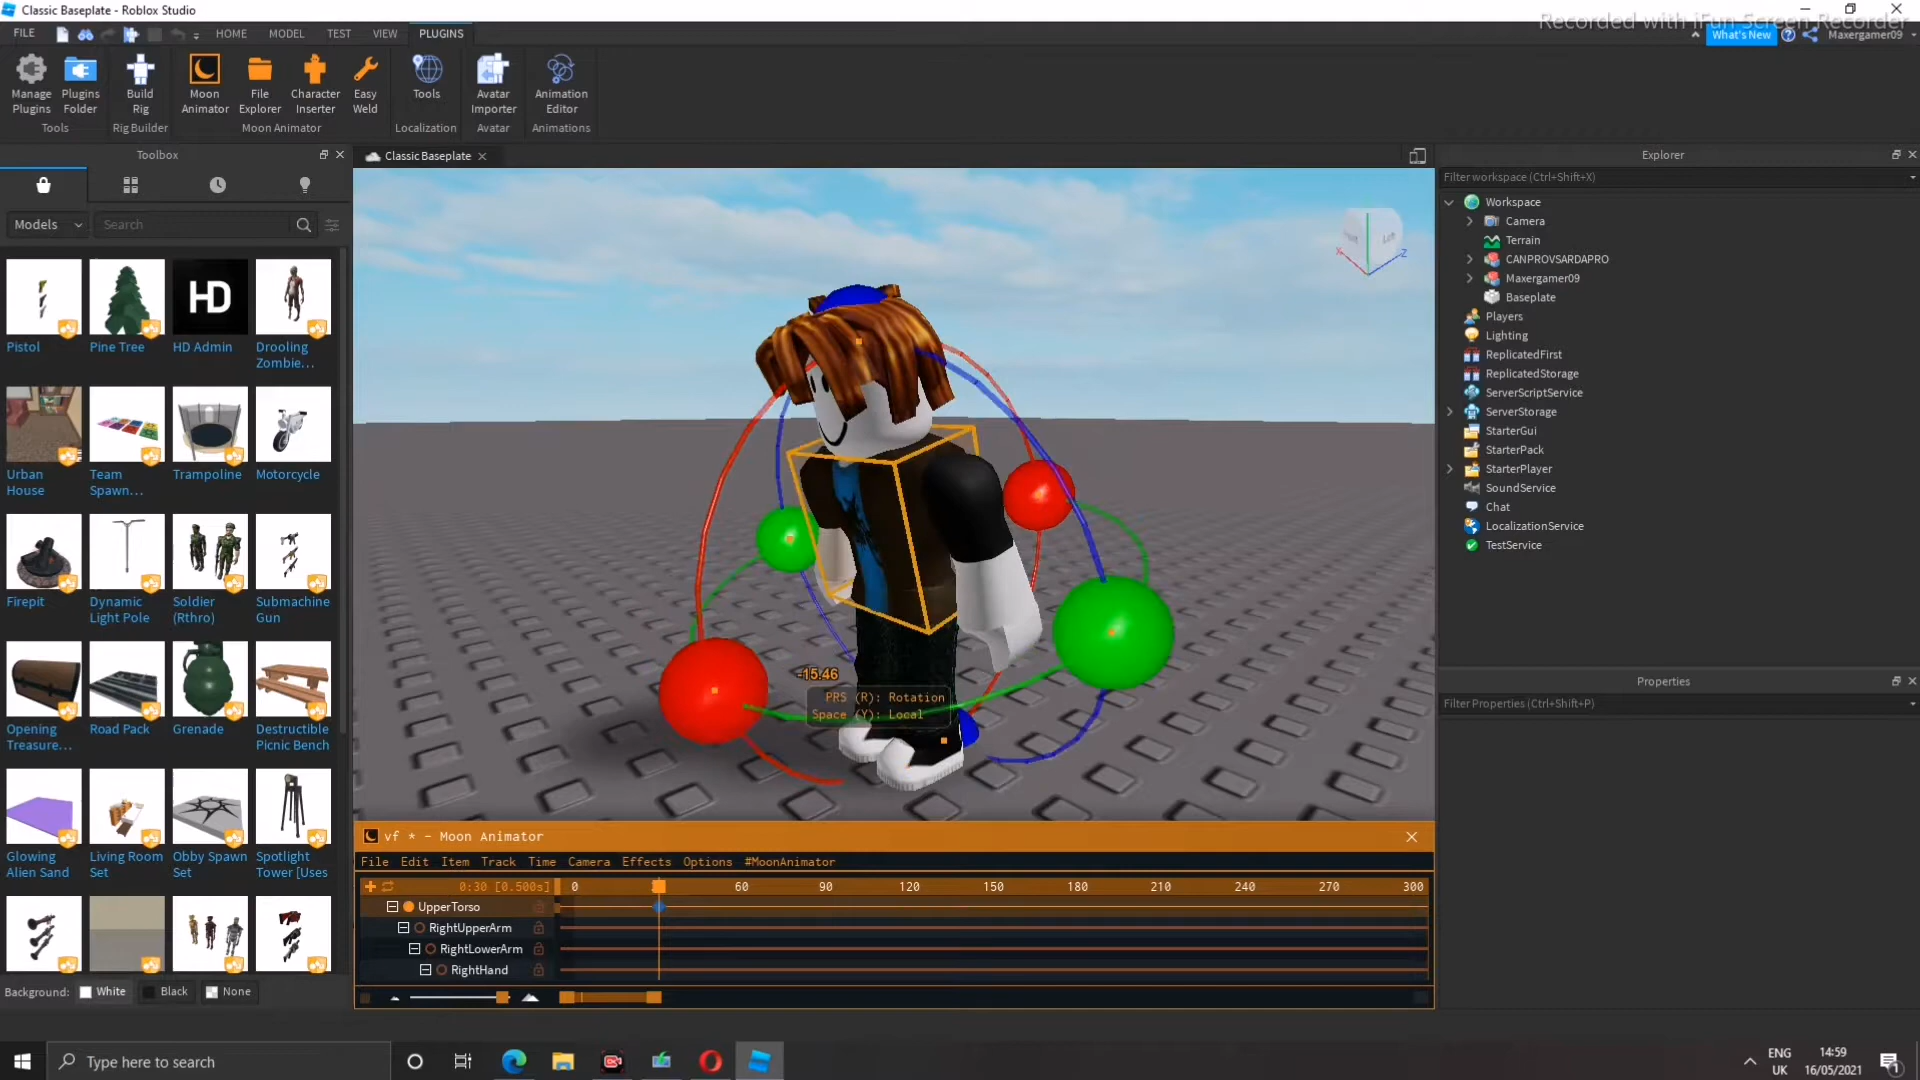 Classic Baseplate - Roblox Studio
Recorded with iFun Screen Recorder
FILE
HOME
MODEL
TEST
VIEW
PLUGINS
What's New
Maxergamer09
Manage Plugins
Plugins Folder
Build Rig
Moon Animator
File Explorer
Character Inserter
Easy Weld
Tools
Avatar Importer
Animation Editor
Tools
Rig Builder
Moon Animator
Localization
Avatar
Animations
Toolbox
Classic Baseplate
Explorer
Models
Search
Pistol
Pine Tree
HD
HD Admin
Drooling Zombie...
Urban House
Team Spawn...
Trampoline
Motorcycle
Firepit
Dynamic Light Pole
Soldier (Rthro)
Submachine Gun
Opening Treasure...
Road Pack
Grenade
Destructible Picnic Bench
Glowing Alien Sand
Living Room Set
Obby Spawn Set
Spotlight Tower [Uses
Background:
White
Black
None
Left
X
Z
-15.46
PRS (R): Rotation
Space (Y): Local
vf * - Moon Animator
File
Edit
Item
Track
Time
Camera
Effects
Options
#MoonAnimator
0:30 [0.500s]
0
60
90
120
150
180
210
240
270
300
UpperTorso
RightUpperArm
RightLowerArm
RightHand
Filter workspace (Ctrl+Shift+X)
Workspace
Camera
Terrain
CANPROVSARDAPRO
Maxergamer09
Baseplate
Players
Lighting
ReplicatedFirst
ReplicatedStorage
ServerScriptService
ServerStorage
StarterGui
StarterPack
StarterPlayer
SoundService
Chat
LocalizationService
TestService
Properties
Filter Properties (Ctrl+Shift+P)
Type here to search
ENG
UK
14:59
16/05/2021
1